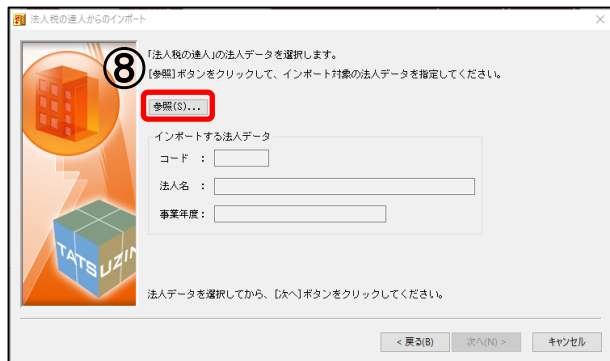 法人税の達人からのインポート
⑧
「法人税の達人」の法人データを選択します。
[参照]ボタンをクリックして、インポート対象の法人データを指定してください。
参照(S)...
インポートする法人データ
コード :
法人名 :
事業年度:
TATSUZIN
法人データを選択してから、[次へ]ボタンをクリックしてください。
< 戻る(B)
次へ(N) >
キャンセル